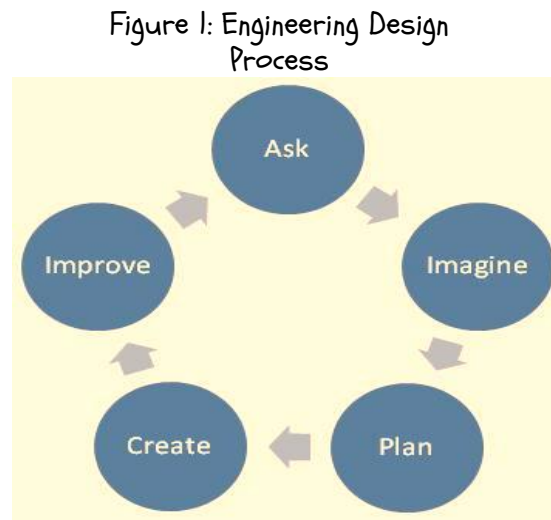 Figure 1: Engineering Design
Process
Ask
Imagine
Plan
Create
Improve